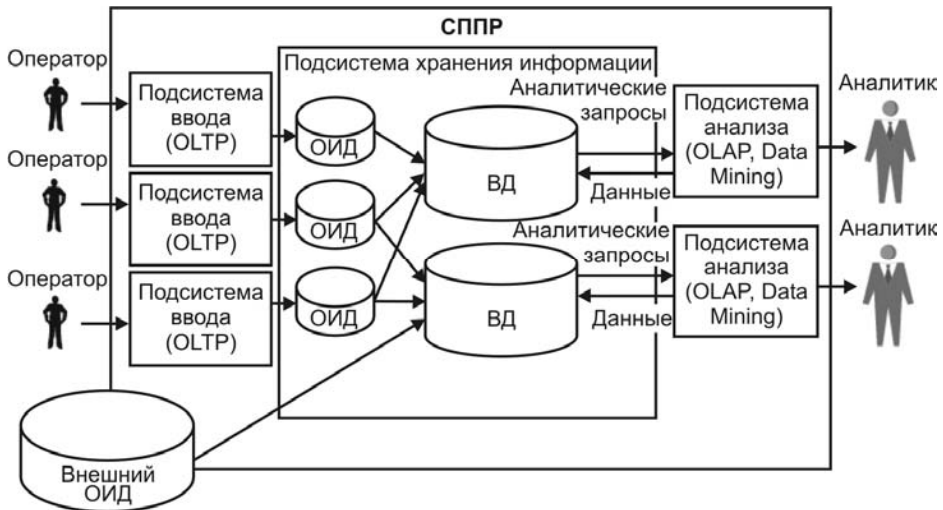 СППР
Подсистема хранения информации
Оператор
Подсистема
ввода
(OLTP)
ОИД
Оператор
Подсистема
ввода
(OLTP)
ОИД
Оператор
Подсистема
ввода
(OLTP)
ОИД
Внешний
ОИД
ВД
Аналитические
запросы
Данные
Подсистема
анализа
(OLAP, Data
Mining)
Аналитик
ВД
Аналитические
запросы
Данные
Подсистема
анализа
(OLAP, Data
Mining)
Аналитик